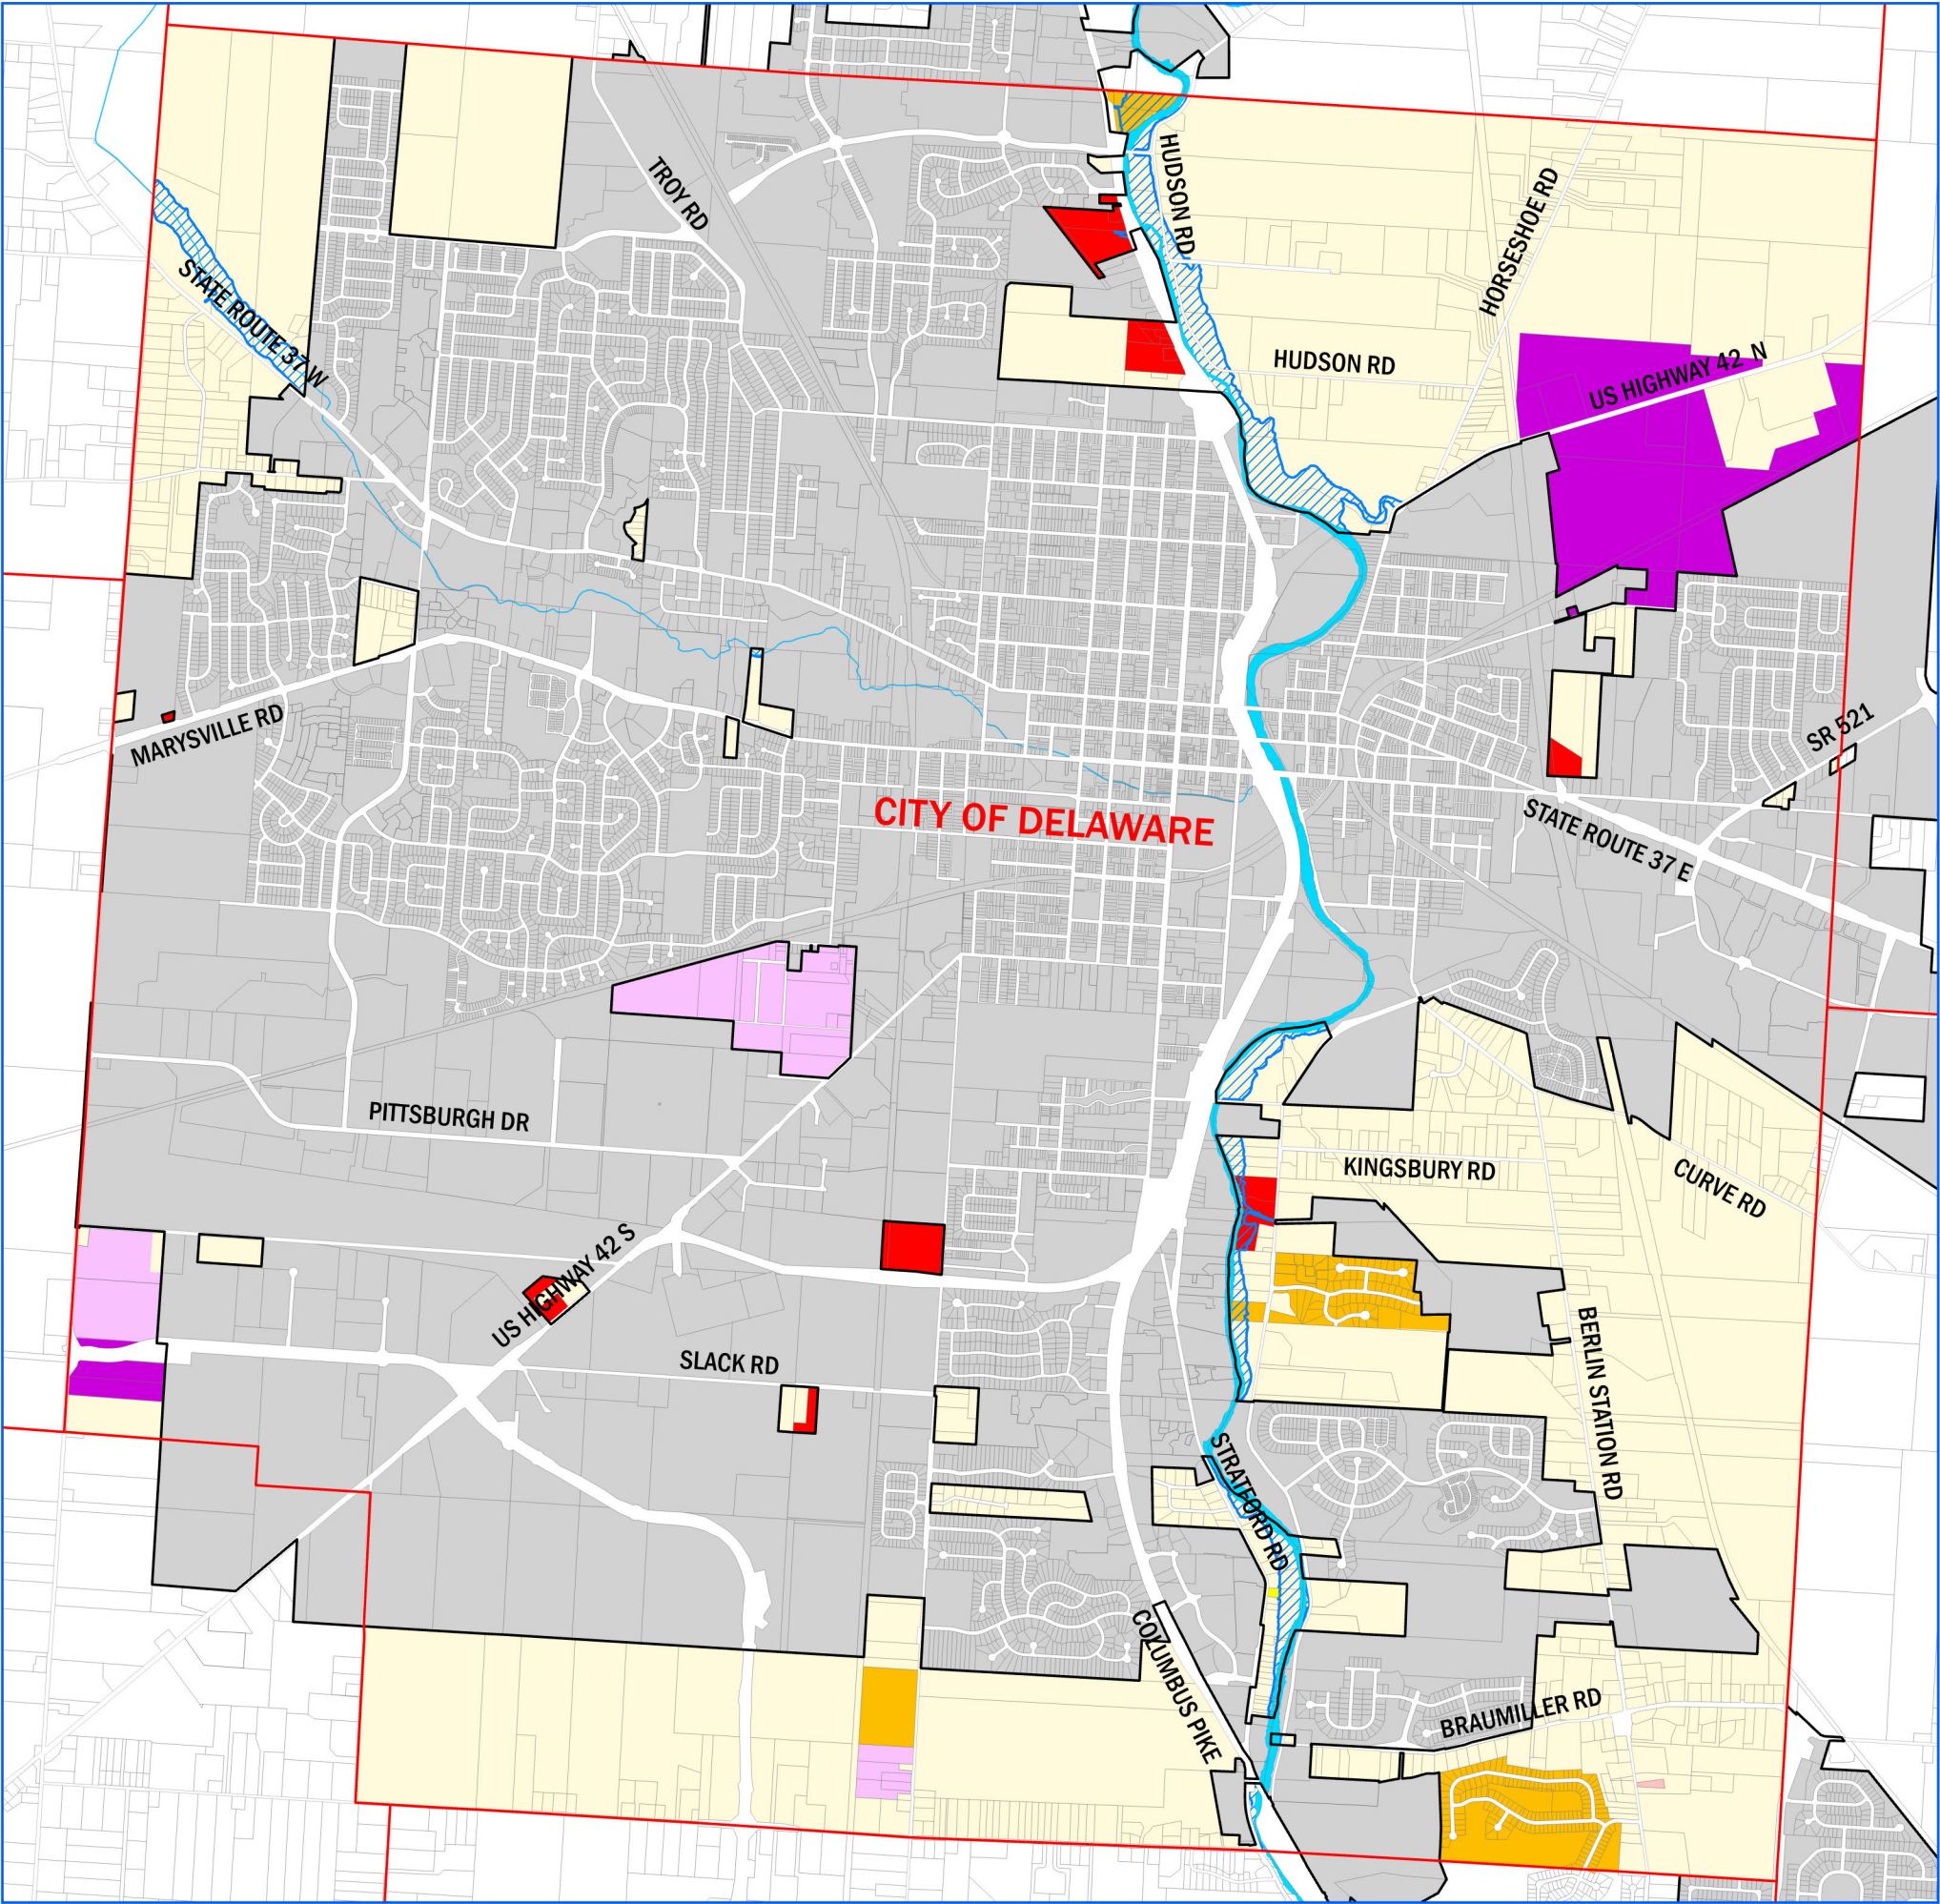 TROY RD
HUDSON RD
HORSESHOE RD
STATE ROUTE 37 W
HUDSON RD
US HIGHWAY 42 N
MARYSVILLE RD
SR 521
CITY OF DELAWARE
STATE ROUTE 37 E
PITTSBURGH DR
KINGSBURY RD
CURVE RD
US HIGHWAY 42 S
SLACK RD
BERLIN STATION RD
STRATFORD RD
COLUMBUS PIKE
BRAUMILLER RD